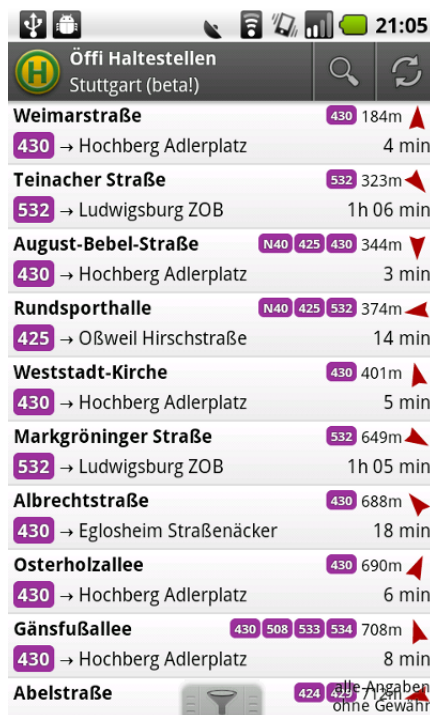 21:05
H
Öffi Haltestellen
Stuttgart (beta!)
Weimarstraße 430 184m
430 → Hochberg Adlerplatz 4 min
Teinacher Straße 532 323m
532 → Ludwigsburg ZOB 1h 06 min
August-Bebel-Straße N40 425 430 344m
430 → Hochberg Adlerplatz 3 min
Rundsporthalle N40 425 532 374m
425 → Oßweil Hirschstraße 14 min
Weststadt-Kirche 430 401m
430 → Hochberg Adlerplatz 5 min
Markgröninger Straße 532 649m
532 → Ludwigsburg ZOB 1h 05 min
Albrechtstraße 430 688m
430 → Eglosheim Straßenäcker 18 min
Osterholzallee 430 690m
430 → Hochberg Adlerplatz 6 min
Gänsfußallee 430 508 533 534 708m
430 → Hochberg Adlerplatz 8 min
Abelstraße 424 425 712m
alle Angaben
ohne Gewähr